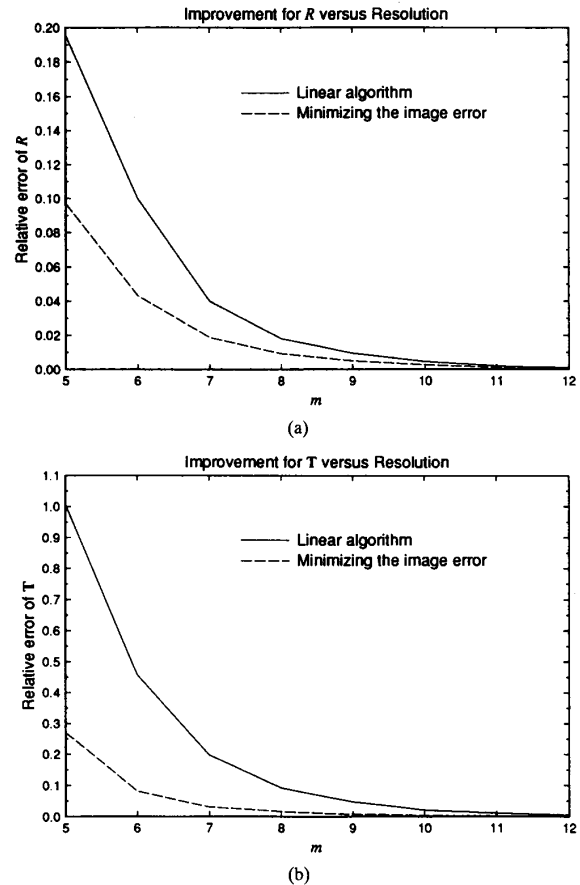 Improvement for R versus Resolution
0.20
0.18
0.16
0.14
0.12
0.10
0.08
0.06
0.04
0.02
0.00
Relative error of R
Linear algorithm
Minimizing the image error
5 6 7 8 9 10 11 12
m
(a)
Improvement for T versus Resolution
1.1
1.0
0.9
0.8
0.7
0.6
0.5
0.4
0.3
0.2
0.1
0.0
Relative error of T
Linear algorithm
Minimizing the image error
5 6 7 8 9 10 11 12
m
(b)